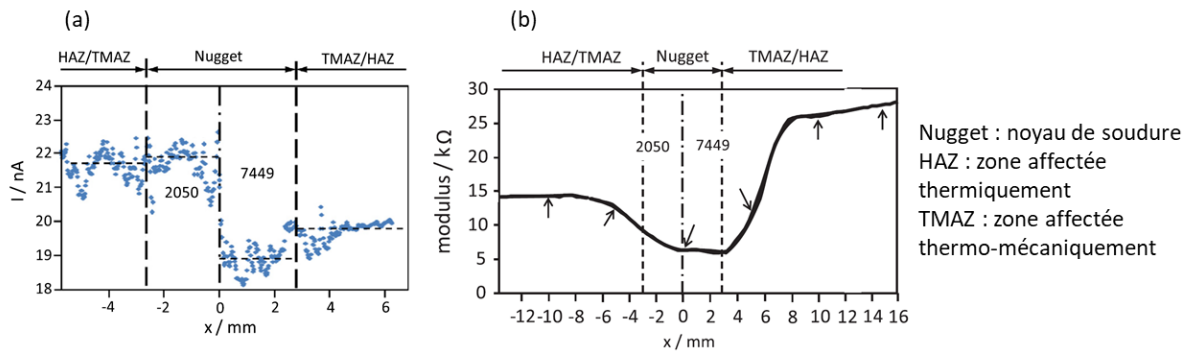 (a)
HAZ/TMAZ Nugget TMAZ/HAZ
24
23
22
21
20
19
18
I / nA
2050
7449
-4 -2 0 2 4 6
x / mm
(b)
HAZ/TMAZ Nugget TMAZ/HAZ
30
25
20
15
10
5
0
modulus / k Ω
2050 7449
-12 -10 -8 -6 -4 -2 0 2 4 6 8 10 12 14 16
x / mm
Nugget : noyau de soudure
HAZ : zone affectée
thermiquement
TMAZ : zone affectée
thermo-mécaniquement